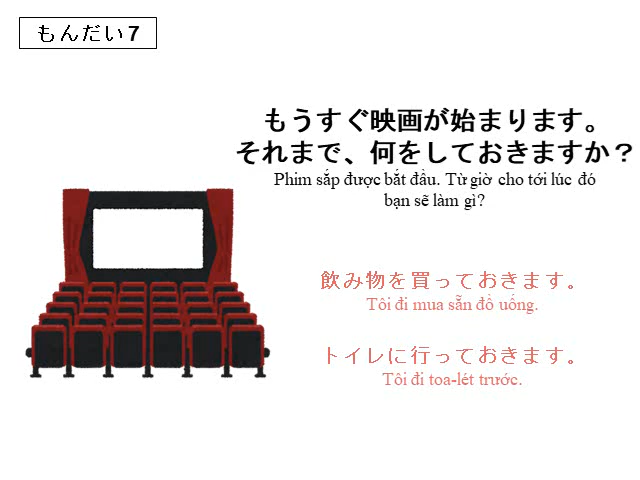 もんだい７
もうすぐ映画が始まります。
それまで、何をしておきますか？
Phim sắp được bắt đầu. Từ giờ cho tới lúc đó
bạn sẽ làm gì?
飲み物を買っておきます。
Tôi đi mua sẵn đồ uống.
トイレに行っておきます。
Tôi đi toa-lét trước.